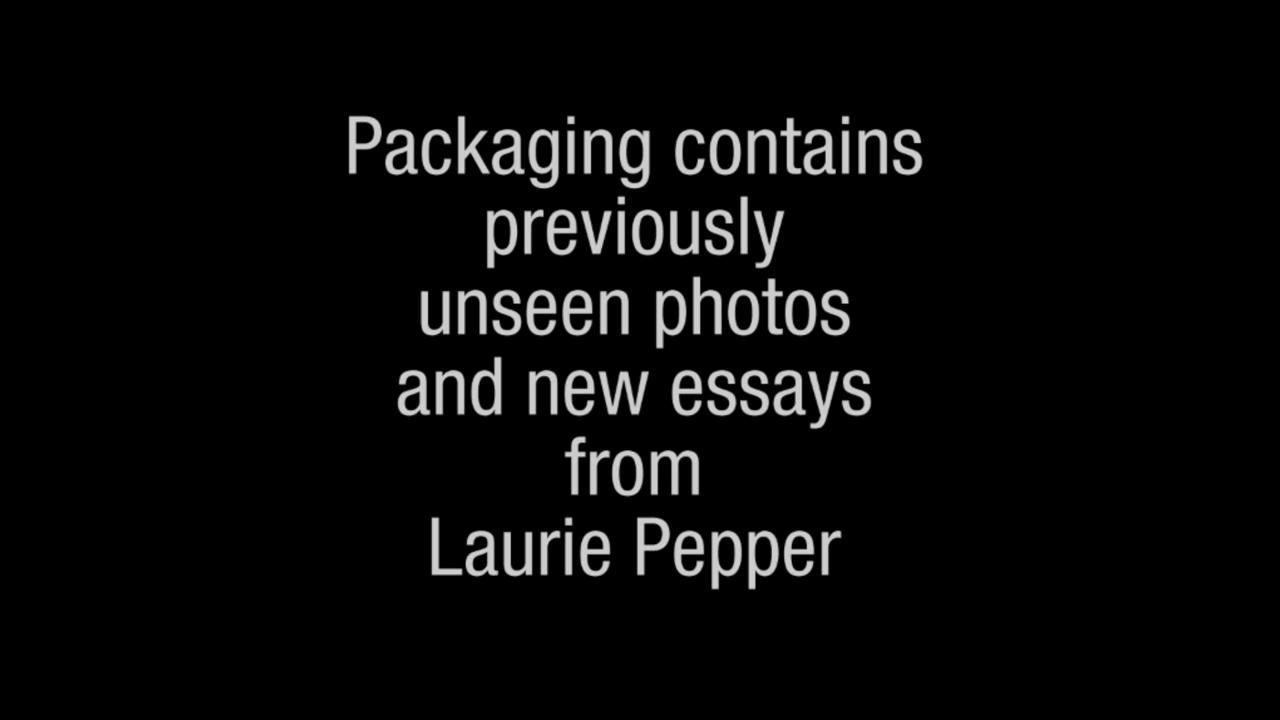 Packaging contains
previously
unseen photos
and new essays
from
Laurie Pepper